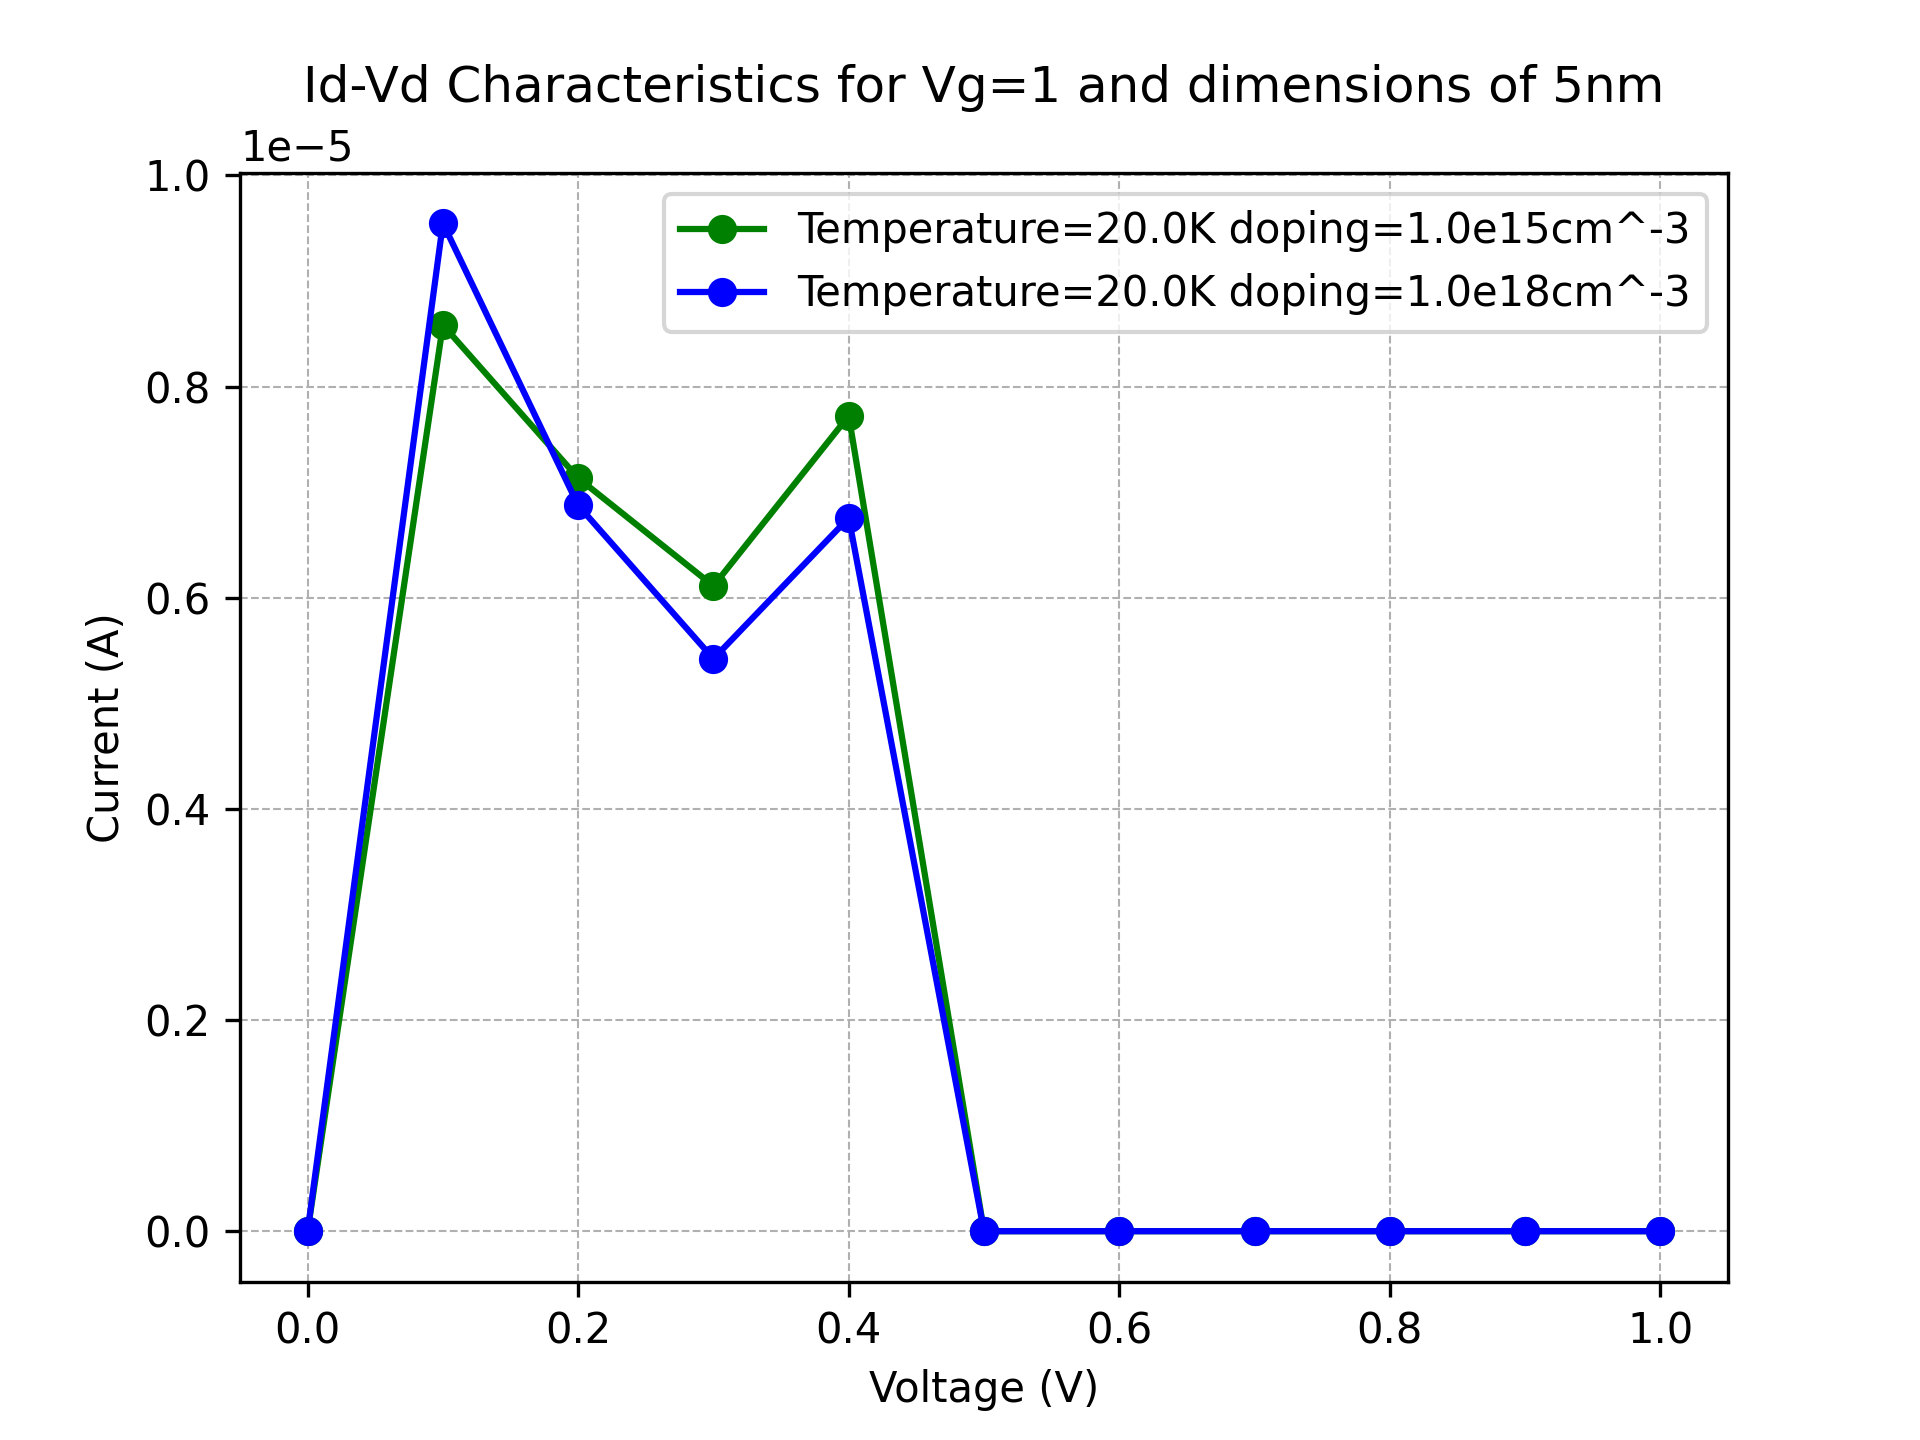 Id-Vd Characteristics for Vg=1 and dimensions of 5nm
1e−5
1.0
0.8
0.6
0.4
0.2
0.0
Current (A)
Temperature=20.0K doping=1.0e15cm^-3
Temperature=20.0K doping=1.0e18cm^-3
0.0 0.2 0.4 0.6 0.8 1.0
Voltage (V)